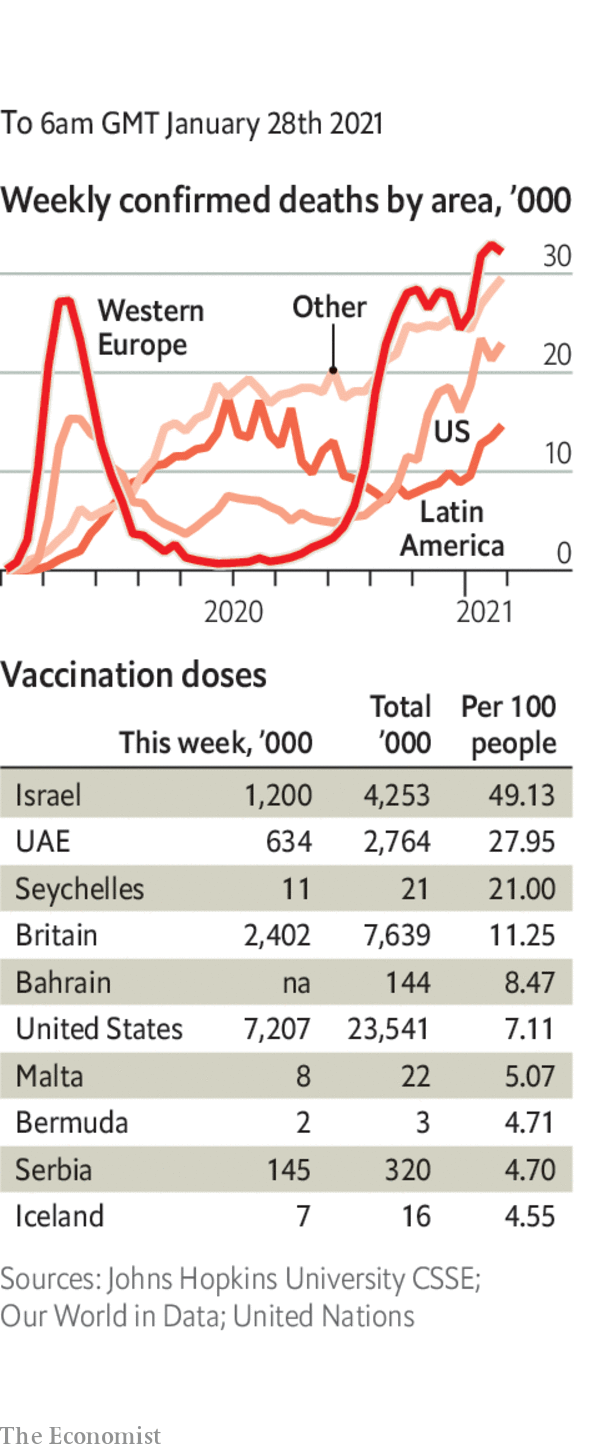 To 6am GMT January 28th 2021
Weekly confirmed deaths by area, ’000
30
Western
Europe
Other
20
US
10
Latin
America
0
2020 2021
Vaccination doses
This week, ’000 Total ’000 Per 100 people
Israel 1,200 4,253 49.13
UAE 634 2,764 27.95
Seychelles 11 21 21.00
Britain 2,402 7,639 11.25
Bahrain na 144 8.47
United States 7,207 23,541 7.11
Malta 8 22 5.07
Bermuda 2 3 4.71
Serbia 145 320 4.70
Iceland 7 16 4.55
Sources: Johns Hopkins University CSSE;
Our World in Data; United Nations
The Economist